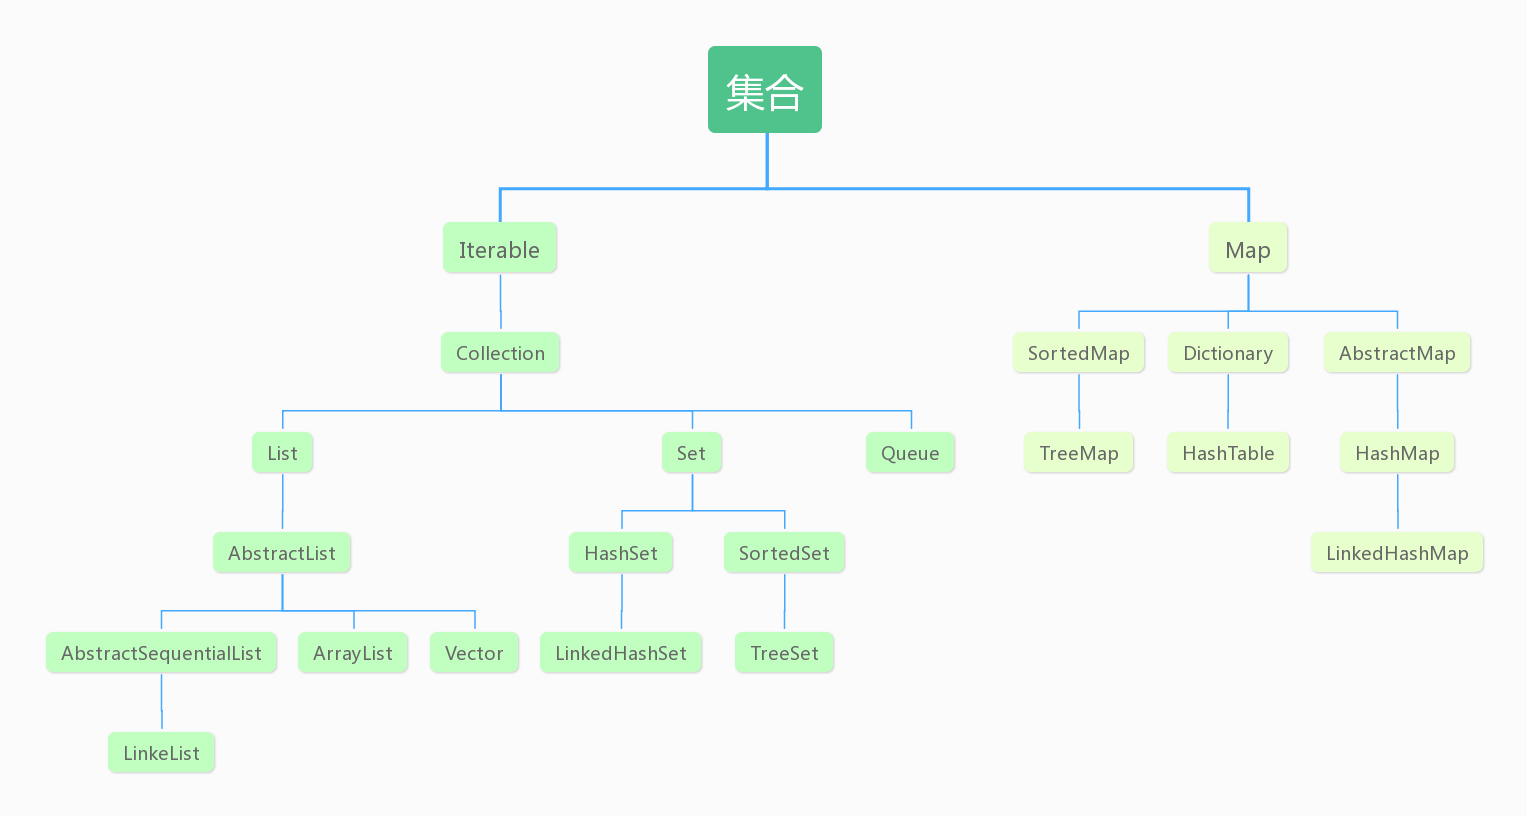 集合
Iterable
Map
Collection
SortedMap
Dictionary
AbstractMap
List
Set
Queue
TreeMap
HashTable
HashMap
AbstractList
HashSet
SortedSet
LinkedHashMap
AbstractSequentialList
ArrayList
Vector
LinkedHashSet
TreeSet
LinkeList